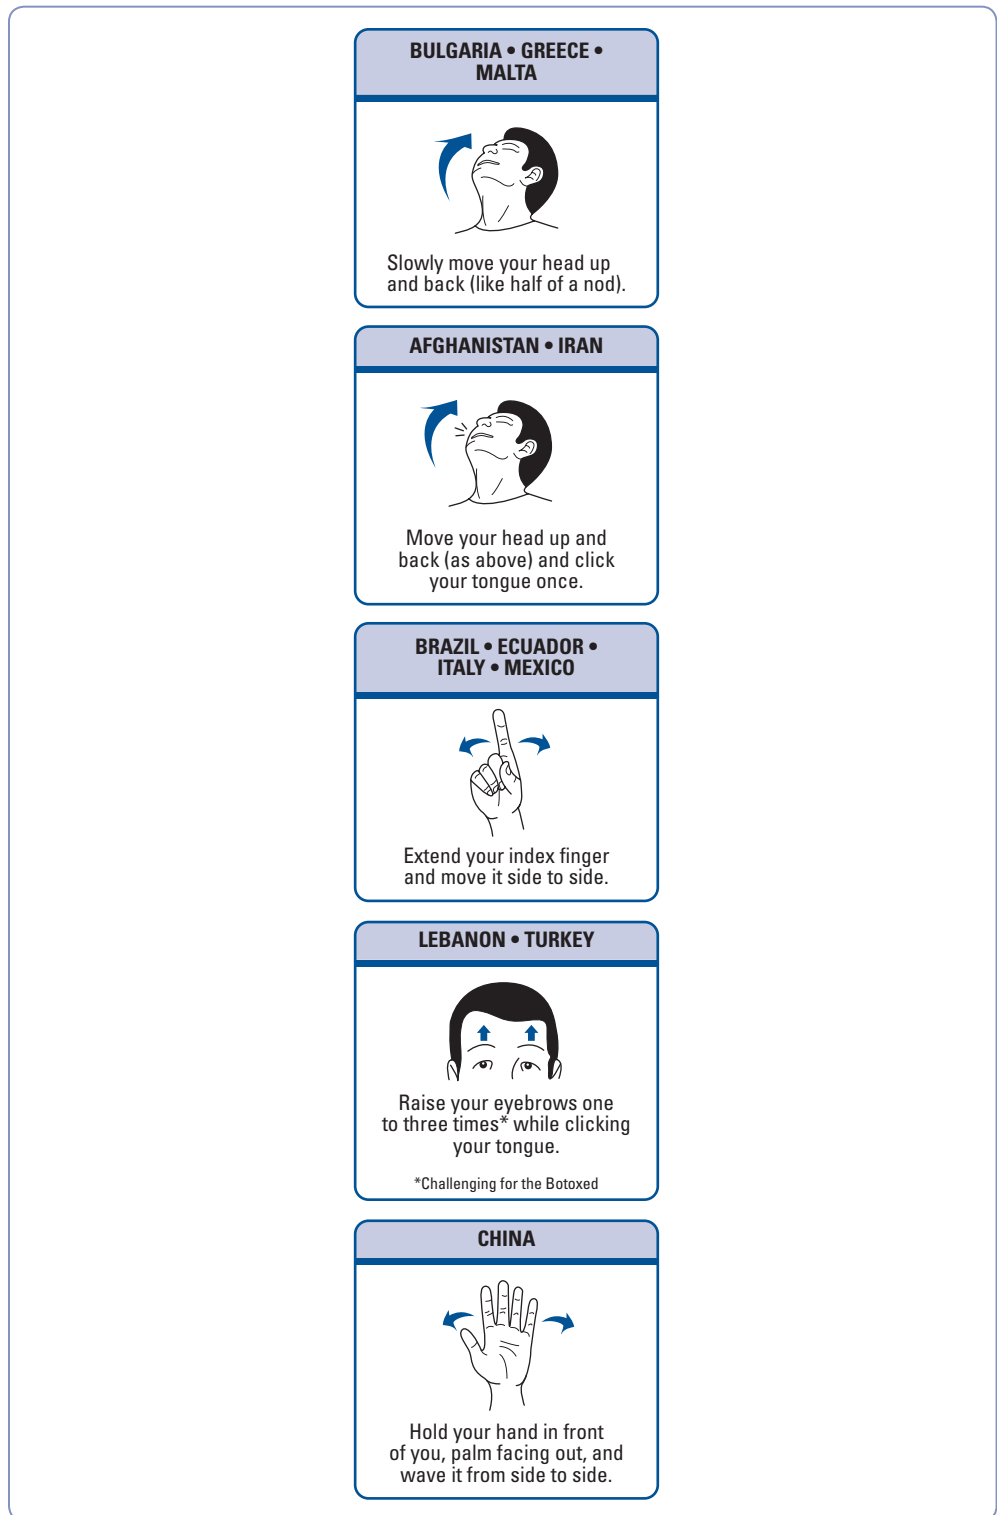 BULGARIA • GREECE •
MALTA
Slowly move your head up
and back (like half of a nod).
AFGHANISTAN • IRAN
Move your head up and
back (as above) and click
your tongue once.
BRAZIL • ECUADOR •
ITALY • MEXICO
Extend your index finger
and move it side to side.
LEBANON • TURKEY
Raise your eyebrows one
to three times* while clicking
your tongue.
*Challenging for the Botoxed
CHINA
Hold your hand in front
of you, palm facing out, and
wave it from side to side.